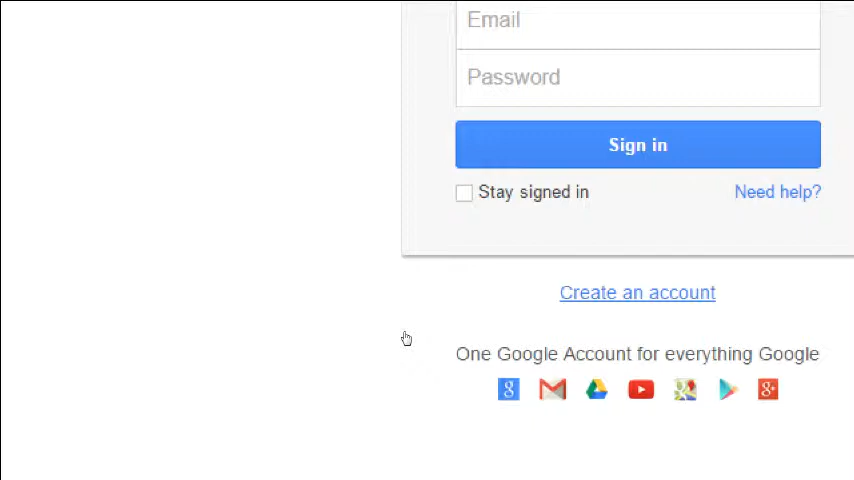 Email
Password
Sign in
Stay signed in
Need help?
Create an account
One Google Account for everything Google